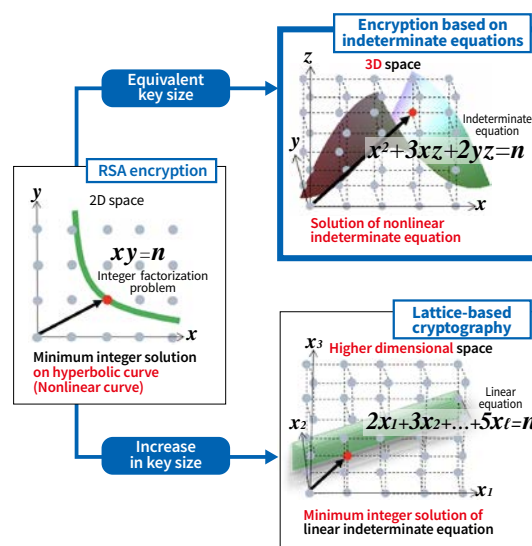 Encryption based on
indeterminate equations
Equivalent
key size
z
3D space
y
Indeterminate
equation
x²+3xz+2yz=n
x
Solution of nonlinear
indeterminate equation
RSA encryption
y
2D space
xy=n
Integer factorization
problem
x
Minimum integer solution
on hyperbolic curve
(Nonlinear curve)
Lattice-based
cryptography
x3
Higher dimensional space
Linear
equation
x2
2x1+3x2+...+5xℓ=n
x1
Increase
in key size
Minimum integer solution of
linear indeterminate equation